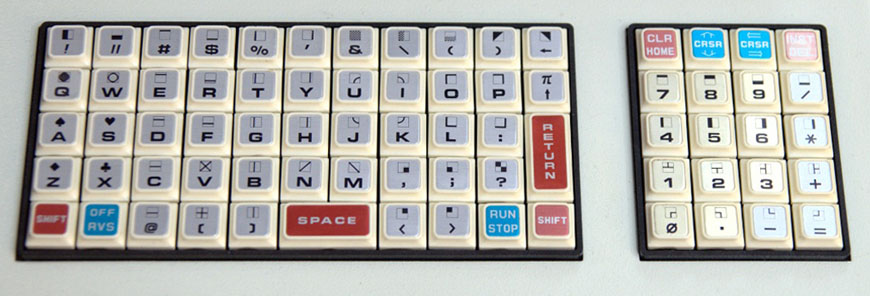 ! " # $ % ' & \ ( ) ← CLR HOME CRSR CRSR INST DEL
Q W E R T Y U I O P ↑ 7 8 9 /
A S D F G H J K L : RETURN 4 5 6 *
Z X C V B N M , ; ? 1 2 3 +
SHIFT OFF RVS @ [ ] SPACE < > RUN STOP SHIFT 0 . - =